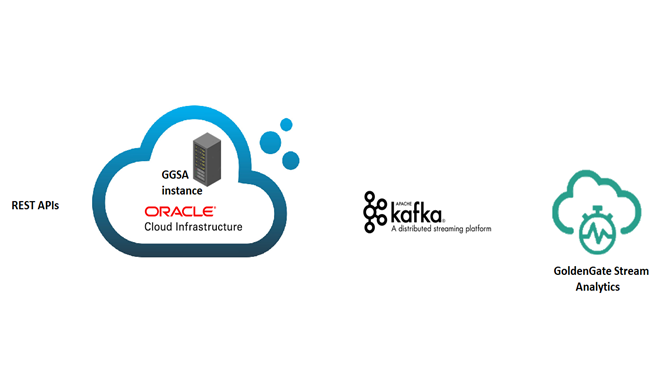 REST APIs
GGSA
instance
ORACLE
Cloud Infrastructure
APACHE
kafka
A distributed streaming platform
GoldenGate Stream
Analytics